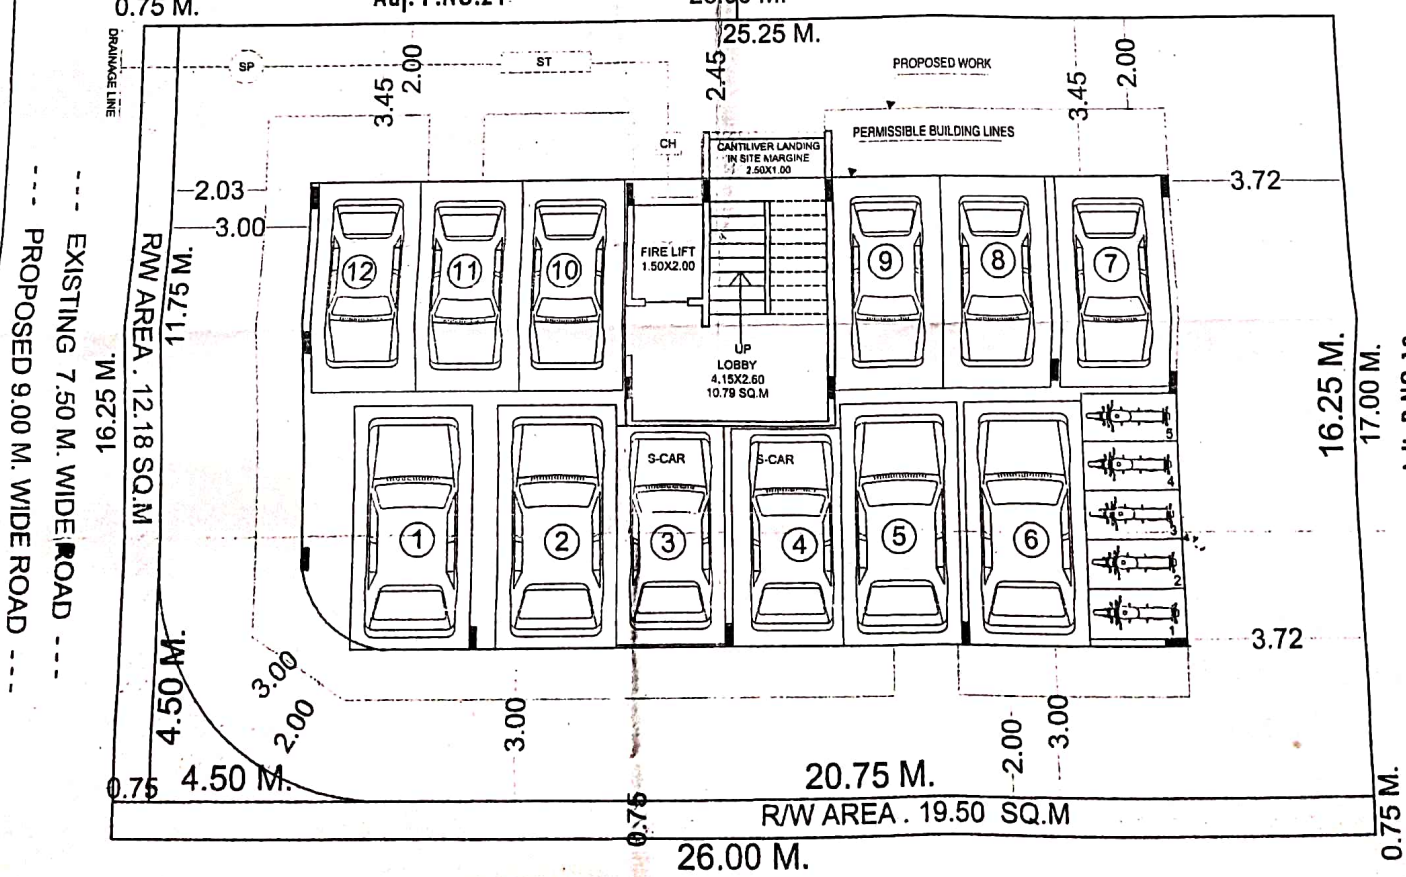 0.75 M.
25.25 M.
DRAINAGE LINE
SP
ST
3.45
2.00
2.45
PROPOSED WORK
3.45
2.00
PERMISSIBLE BUILDING LINES
CH
CANTILIVER LANDING
IN SITE MARGINE
2.50X1.00
2.03
3.00
3.72
12
11
10
FIRE LIFT
1.50X2.00
9
8
7
UP
LOBBY
4.15X2.60
10.79 SQ.M
11.75 M.
R/W AREA . 12.18 SQ.M
16.25 M.
--- EXISTING 7.50 M. WIDE ROAD ---
--- PROPOSED 9.00 M. WIDE ROAD ---
16.25 M.
17.00 M.
S-CAR
S-CAR
1
2
3
4
5
6
5
4
3
2
1
3.72
4.50 M.
3.00
2.00
3.00
2.00
3.00
0.75
4.50 M.
20.75 M.
0.75
R/W AREA . 19.50 SQ.M
0.75 M.
26.00 M.